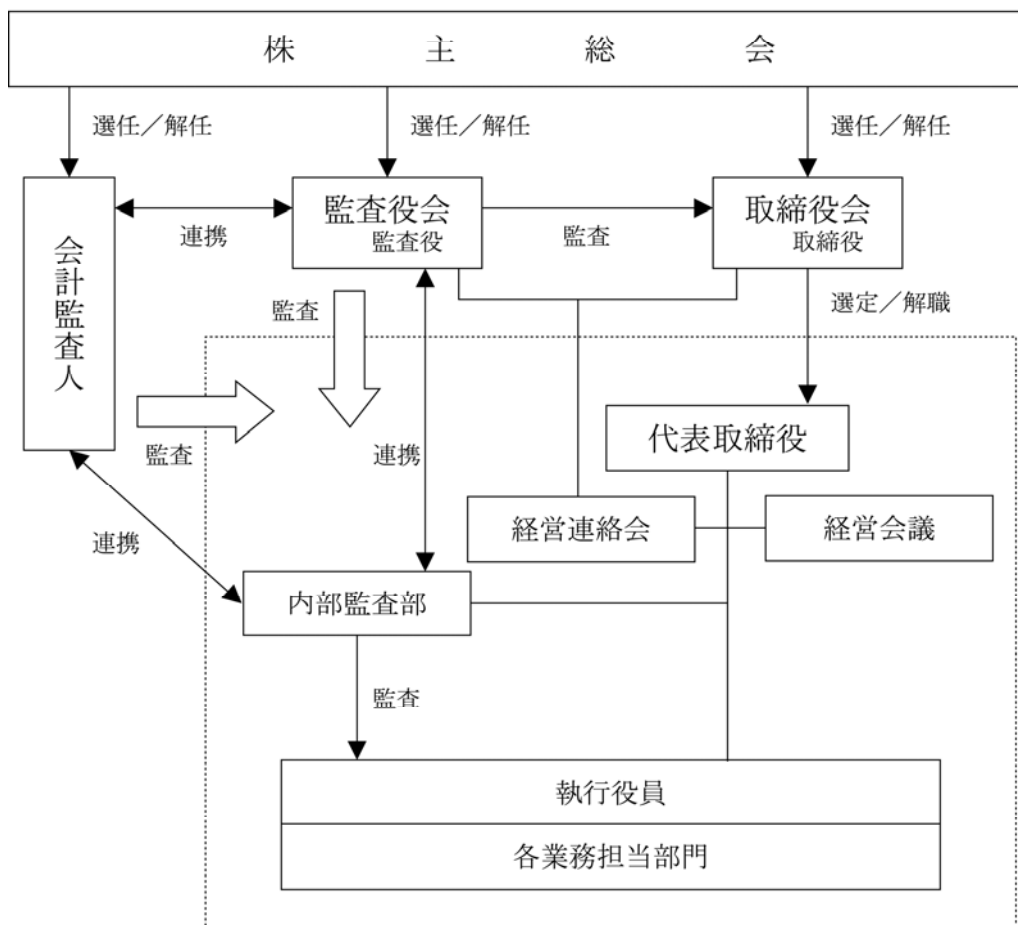 株主総会
選任／解任
選任／解任
選任／解任
会計監査人
連携
監査役会
監査役
監査
取締役会
取締役
選定／解職
監査
監査
連携
代表取締役
経営連絡会
経営会議
連携
内部監査部
監査
執行役員
各業務担当部門